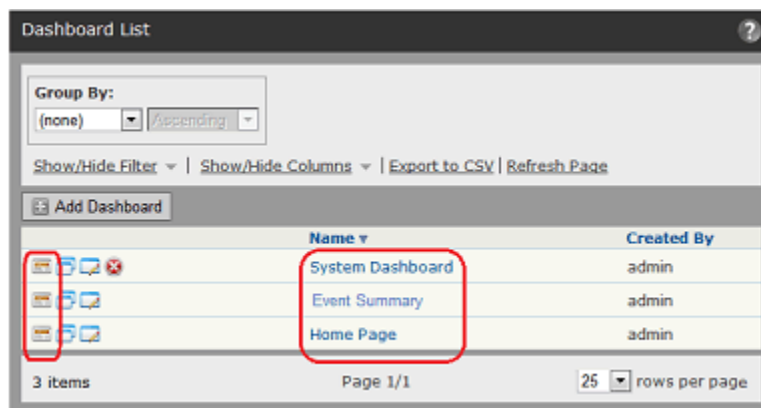 Dashboard List ?
Group By:
(none) Ascending
Show/Hide Filter | Show/Hide Columns | Export to CSV | Refresh Page
Add Dashboard
Name Created By
System Dashboard admin
Event Summary admin
Home Page admin
3 items Page 1/1 25 rows per page